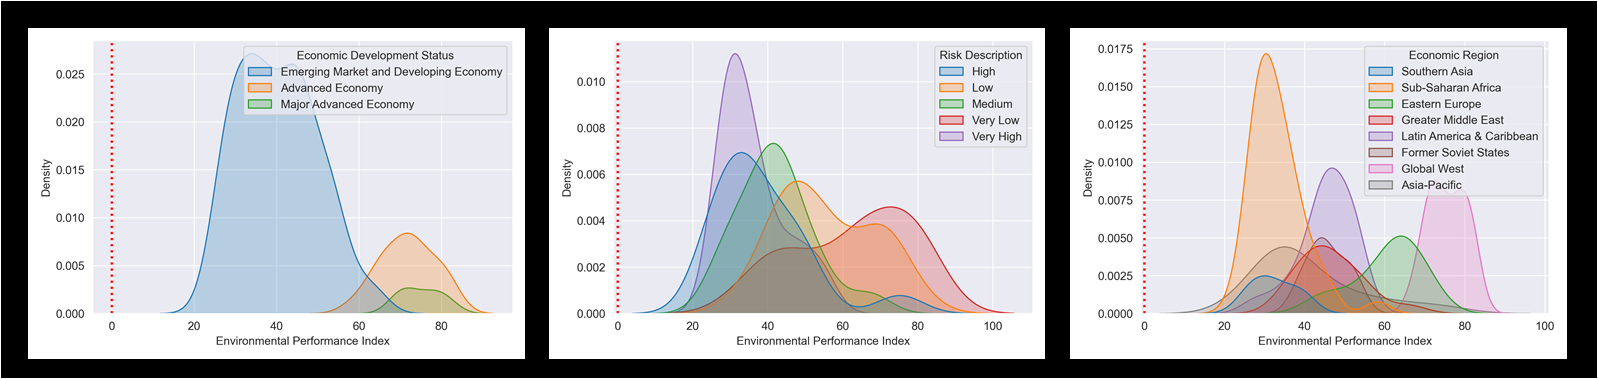 Economic Development Status
Emerging Market and Developing Economy
Advanced Economy
Major Advanced Economy
0.025
0.020
0.015
0.010
0.005
0.000
Density
0 20 40 60 80
Environmental Performance Index
Risk Description
High
Low
Medium
Very Low
Very High
0.010
0.008
0.006
0.004
0.002
0.000
Density
0 20 40 60 80 100
Environmental Performance Index
Economic Region
Southern Asia
Sub-Saharan Africa
Eastern Europe
Greater Middle East
Latin America & Caribbean
Former Soviet States
Global West
Asia-Pacific
0.0175
0.0150
0.0125
0.0100
0.0075
0.0050
0.0025
0.0000
Density
0 20 40 60 80 100
Environmental Performance Index